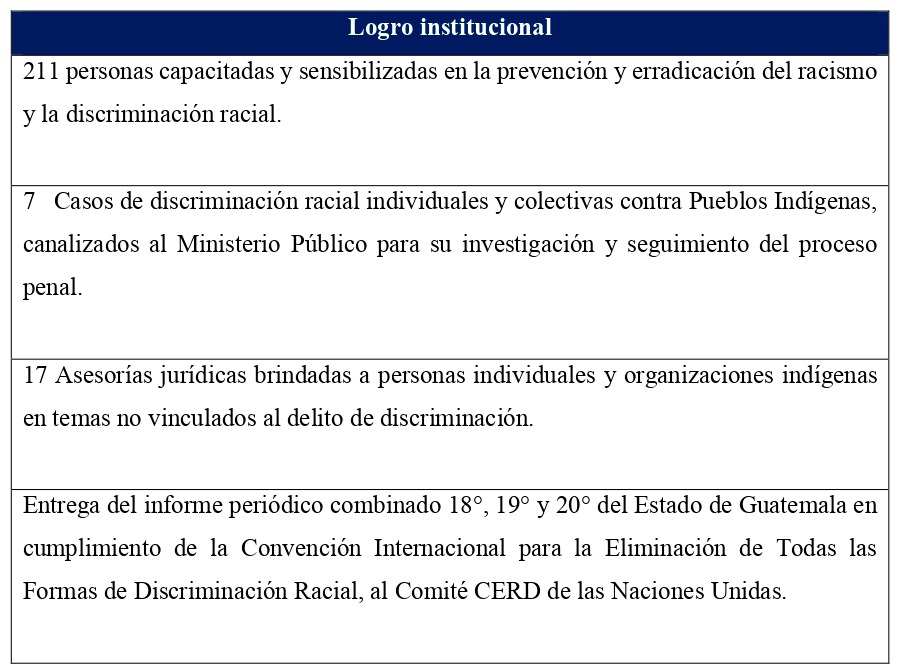 Logro institucional
211 personas capacitadas y sensibilizadas en la prevención y erradicación del racismo
y la discriminación racial.
7 Casos de discriminación racial individuales y colectivas contra Pueblos Indígenas,
canalizados al Ministerio Público para su investigación y seguimiento del proceso
penal.
17 Asesorías jurídicas brindadas a personas individuales y organizaciones indígenas
en temas no vinculados al delito de discriminación.
Entrega del informe periódico combinado 18°, 19° y 20° del Estado de Guatemala en
cumplimiento de la Convención Internacional para la Eliminación de Todas las
Formas de Discriminación Racial, al Comité CERD de las Naciones Unidas.